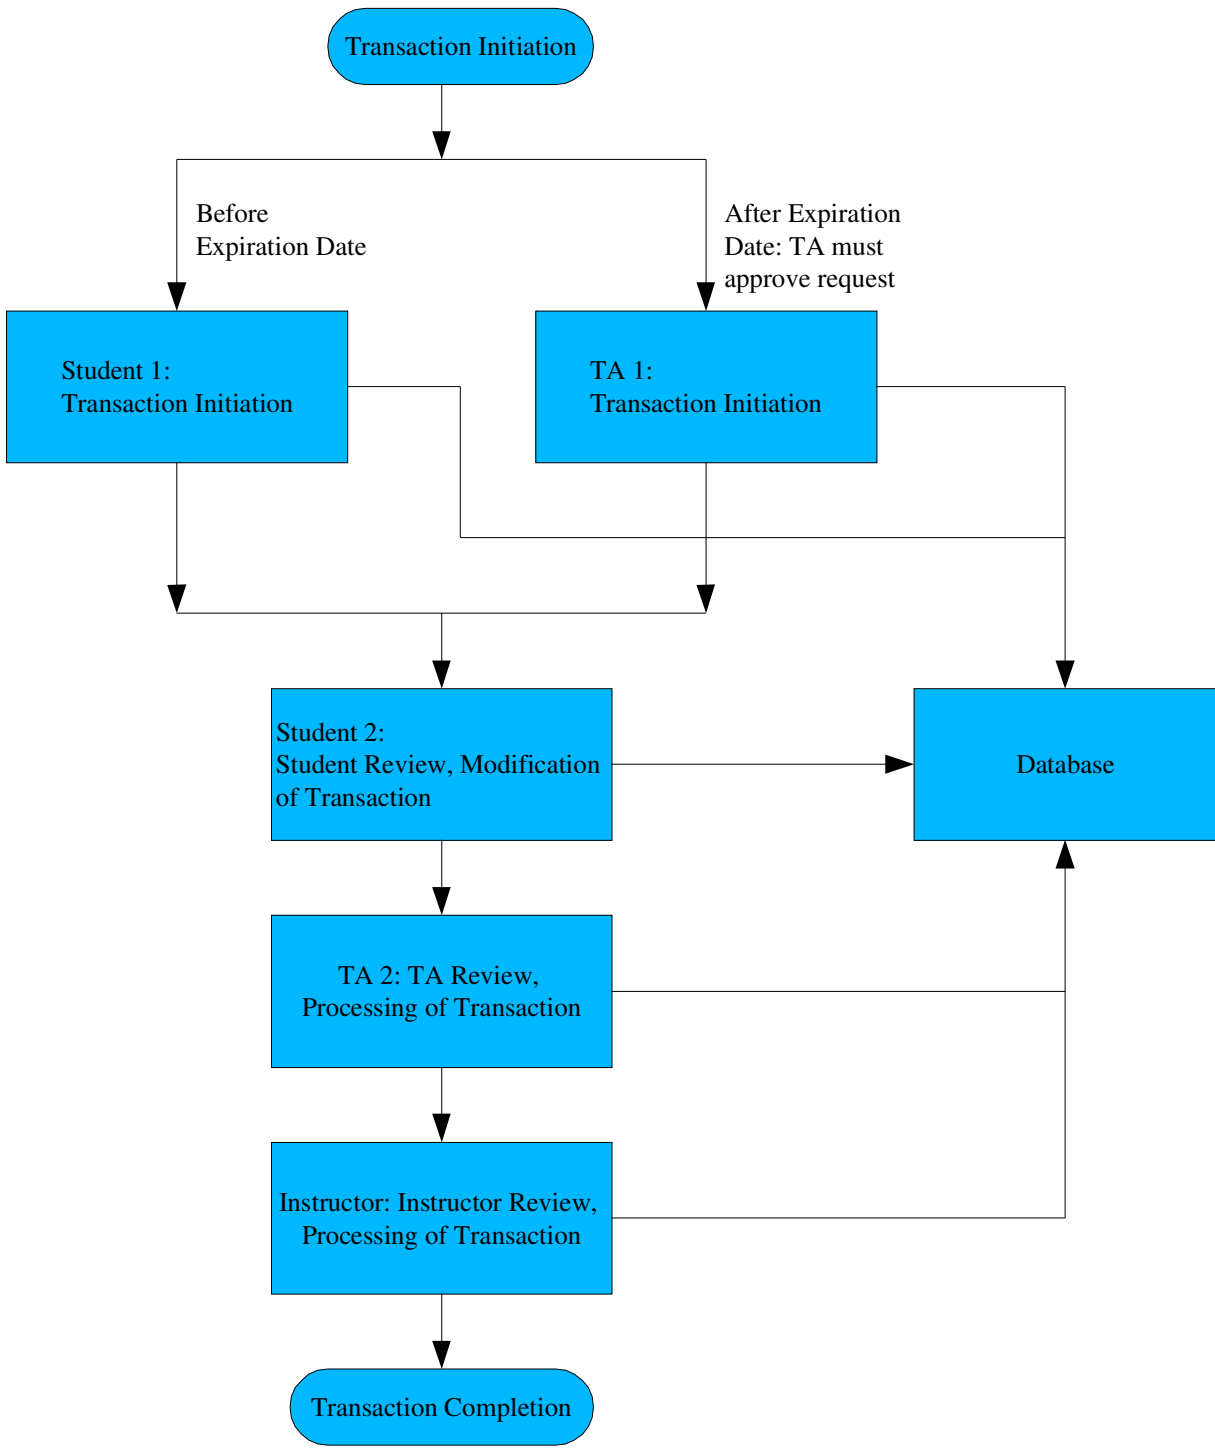 Transaction Initiation
Before
Expiration Date
After Expiration
Date: TA must
approve request
Student 1:
Transaction Initiation
TA 1:
Transaction Initiation
Student 2:
Student Review, Modification
of Transaction
Database
TA 2: TA Review,
Processing of Transaction
Instructor: Instructor Review,
Processing of Transaction
Transaction Completion